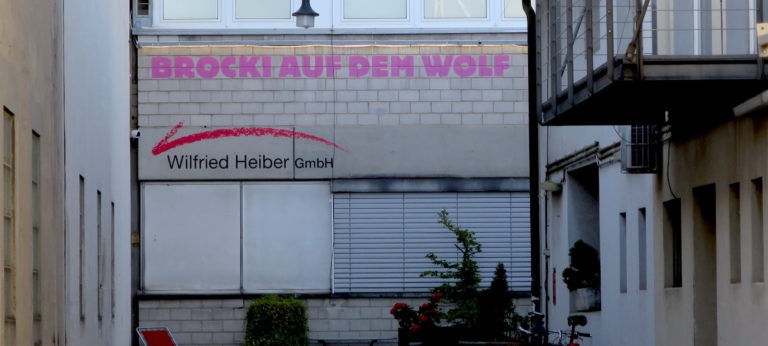 BROCKI AUF DEM WOLF
Wilfried Heiber GmbH